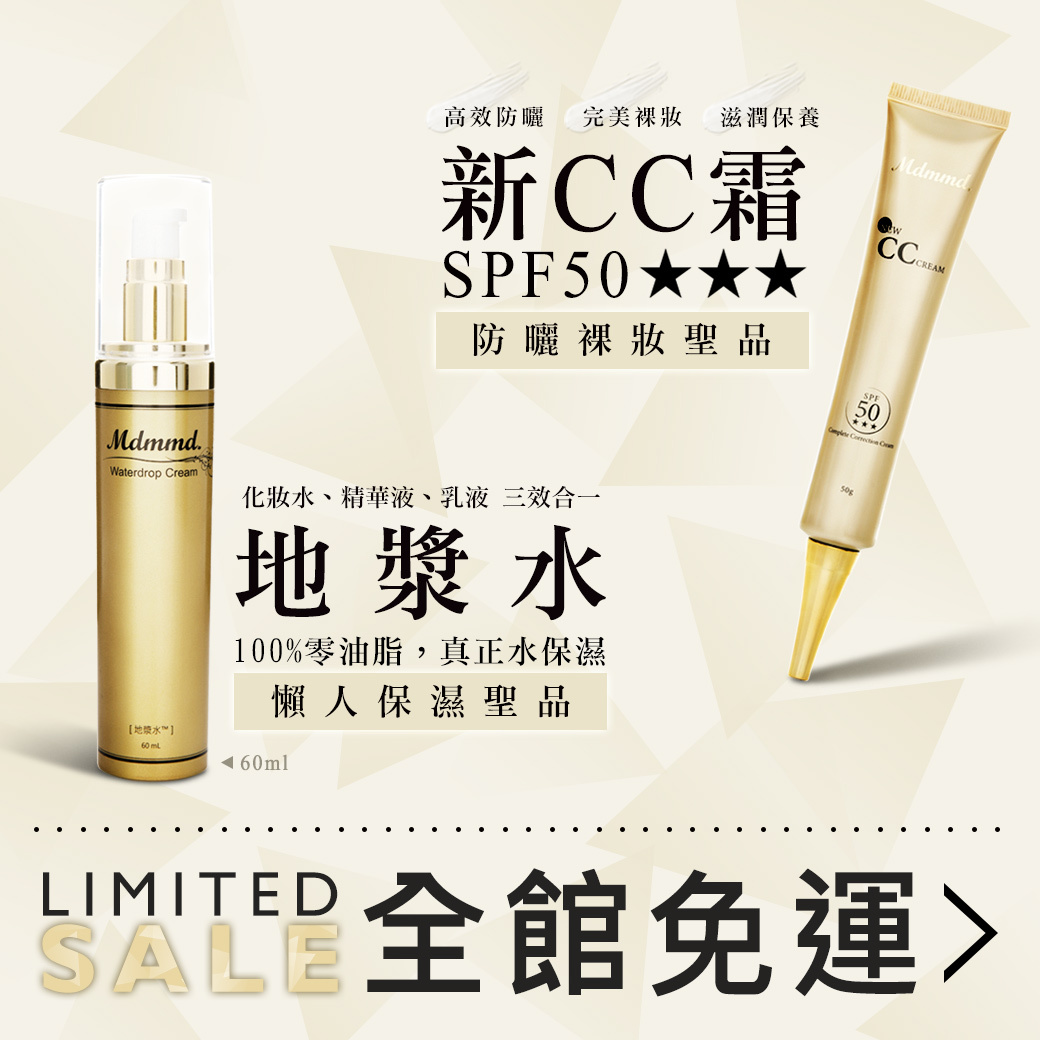 高效防曬 完美裸妝 滋潤保養
新CC霜
SPF50★★★
防曬裸妝聖品
Mdmmd.
NEW
CC CREAM
SPF
50
★★★
Complete Correction Cream
50g
Mdmmd.
Waterdrop Cream
[地漿水™]
60 mL
化妝水、精華液、乳液 三效合一
地漿水
100%零油脂，真正水保濕
懶人保濕聖品
◀60ml
LIMITED
SALE
全館免運>